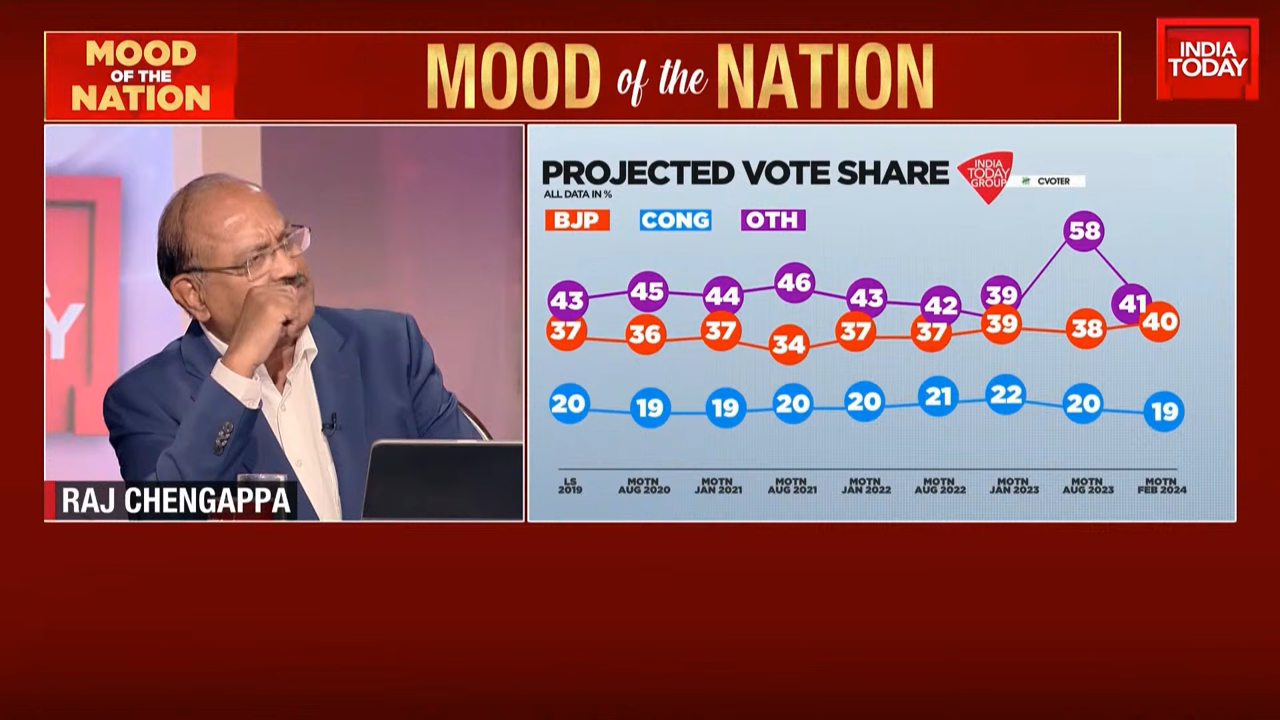 MOOD
OF THE
NATION
MOOD of the NATION
INDIA
TODAY
PROJECTED VOTE SHARE
INDIA
TODAY
GROUP
CVOTER
ALL DATA IN %
BJP CONG OTH
43 45 44 46 43 42 39 58 41
37 36 37 34 37 37 39 38 40
20 19 19 20 20 21 22 20 19
LS MOTN MOTN MOTN MOTN MOTN MOTN MOTN MOTN
2019 AUG 2020 JAN 2021 AUG 2021 JAN 2022 AUG 2022 JAN 2023 AUG 2023 FEB 2024
Y
RAJ CHENGAPPA